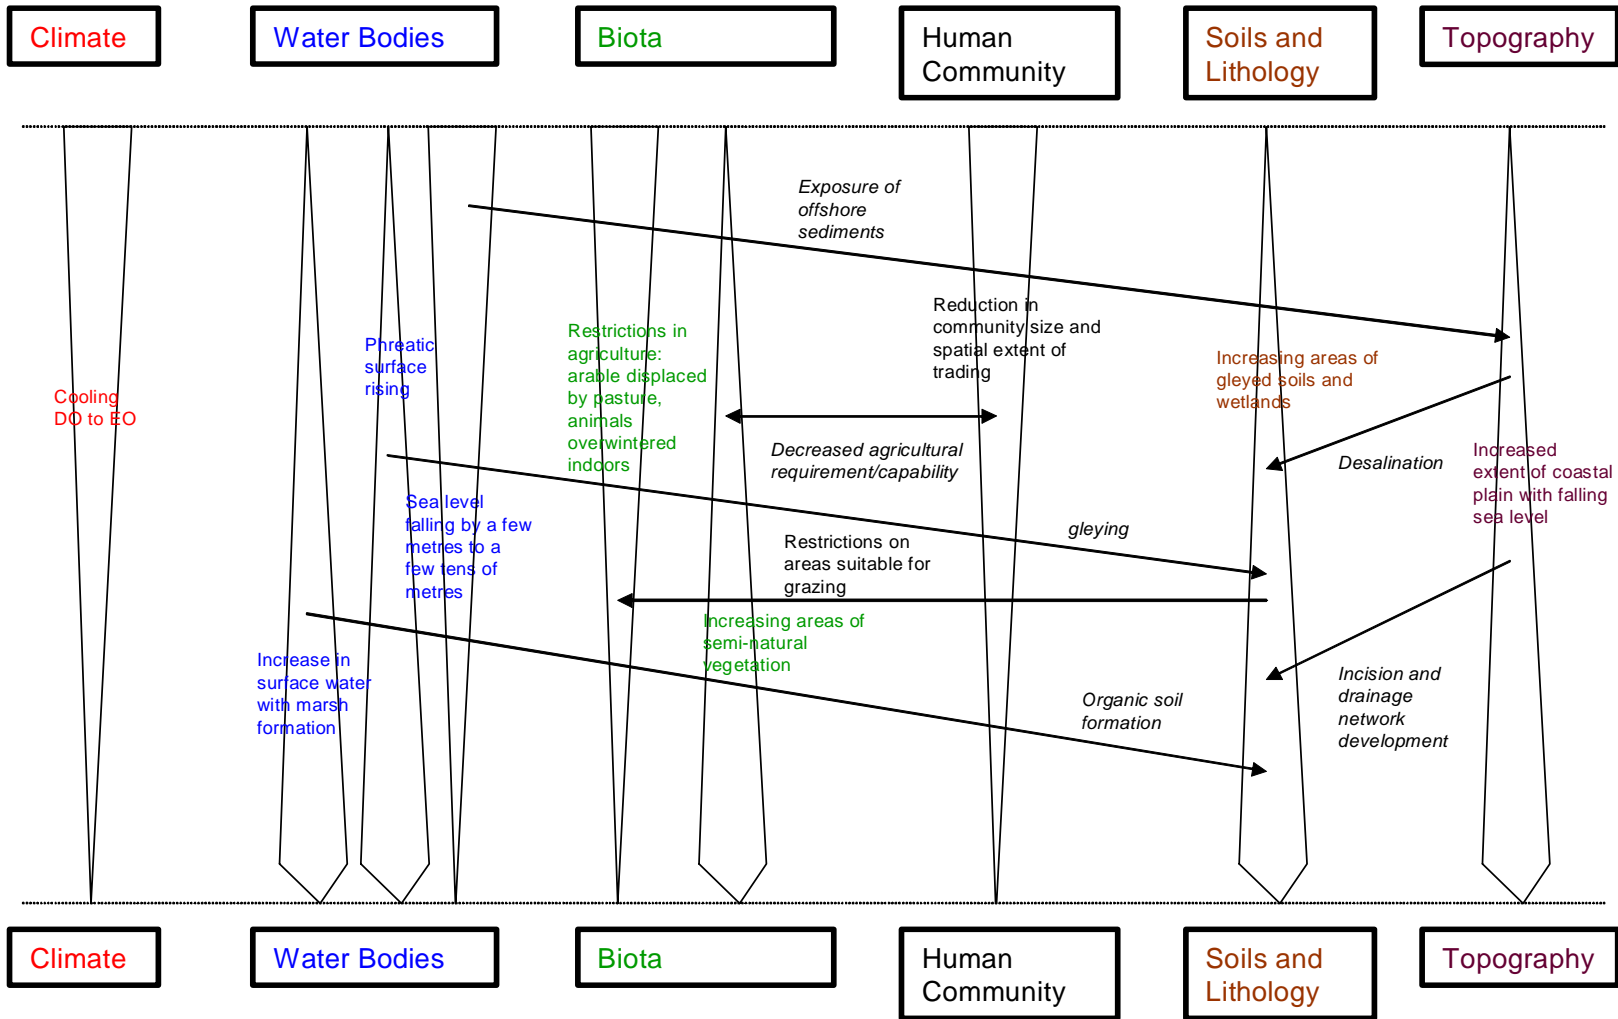 Climate
Water Bodies
Biota
Human
Community
Soils and
Lithology
Topography
Exposure of
offshore
sediments
Reduction in
community size and
spatial extent of
trading
Phreatic
surface
rising
Restrictions in
agriculture:
arable displaced
by pasture,
animals
overwintered
indoors
Increasing areas of
gleyed soils and
wetlands
Cooling
DO to EO
Decreased agricultural
requirement/capability
Desalination
Increased
extent of coastal
plain with falling
sea level
Sea level
falling by a few
metres to a
few tens of
metres
gleying
Restrictions on
areas suitable for
grazing
Increasing areas of
semi-natural
vegetation
Increase in
surface water
with marsh
formation
Organic soil
formation
Incision and
drainage
network
development
Climate
Water Bodies
Biota
Human
Community
Soils and
Lithology
Topography